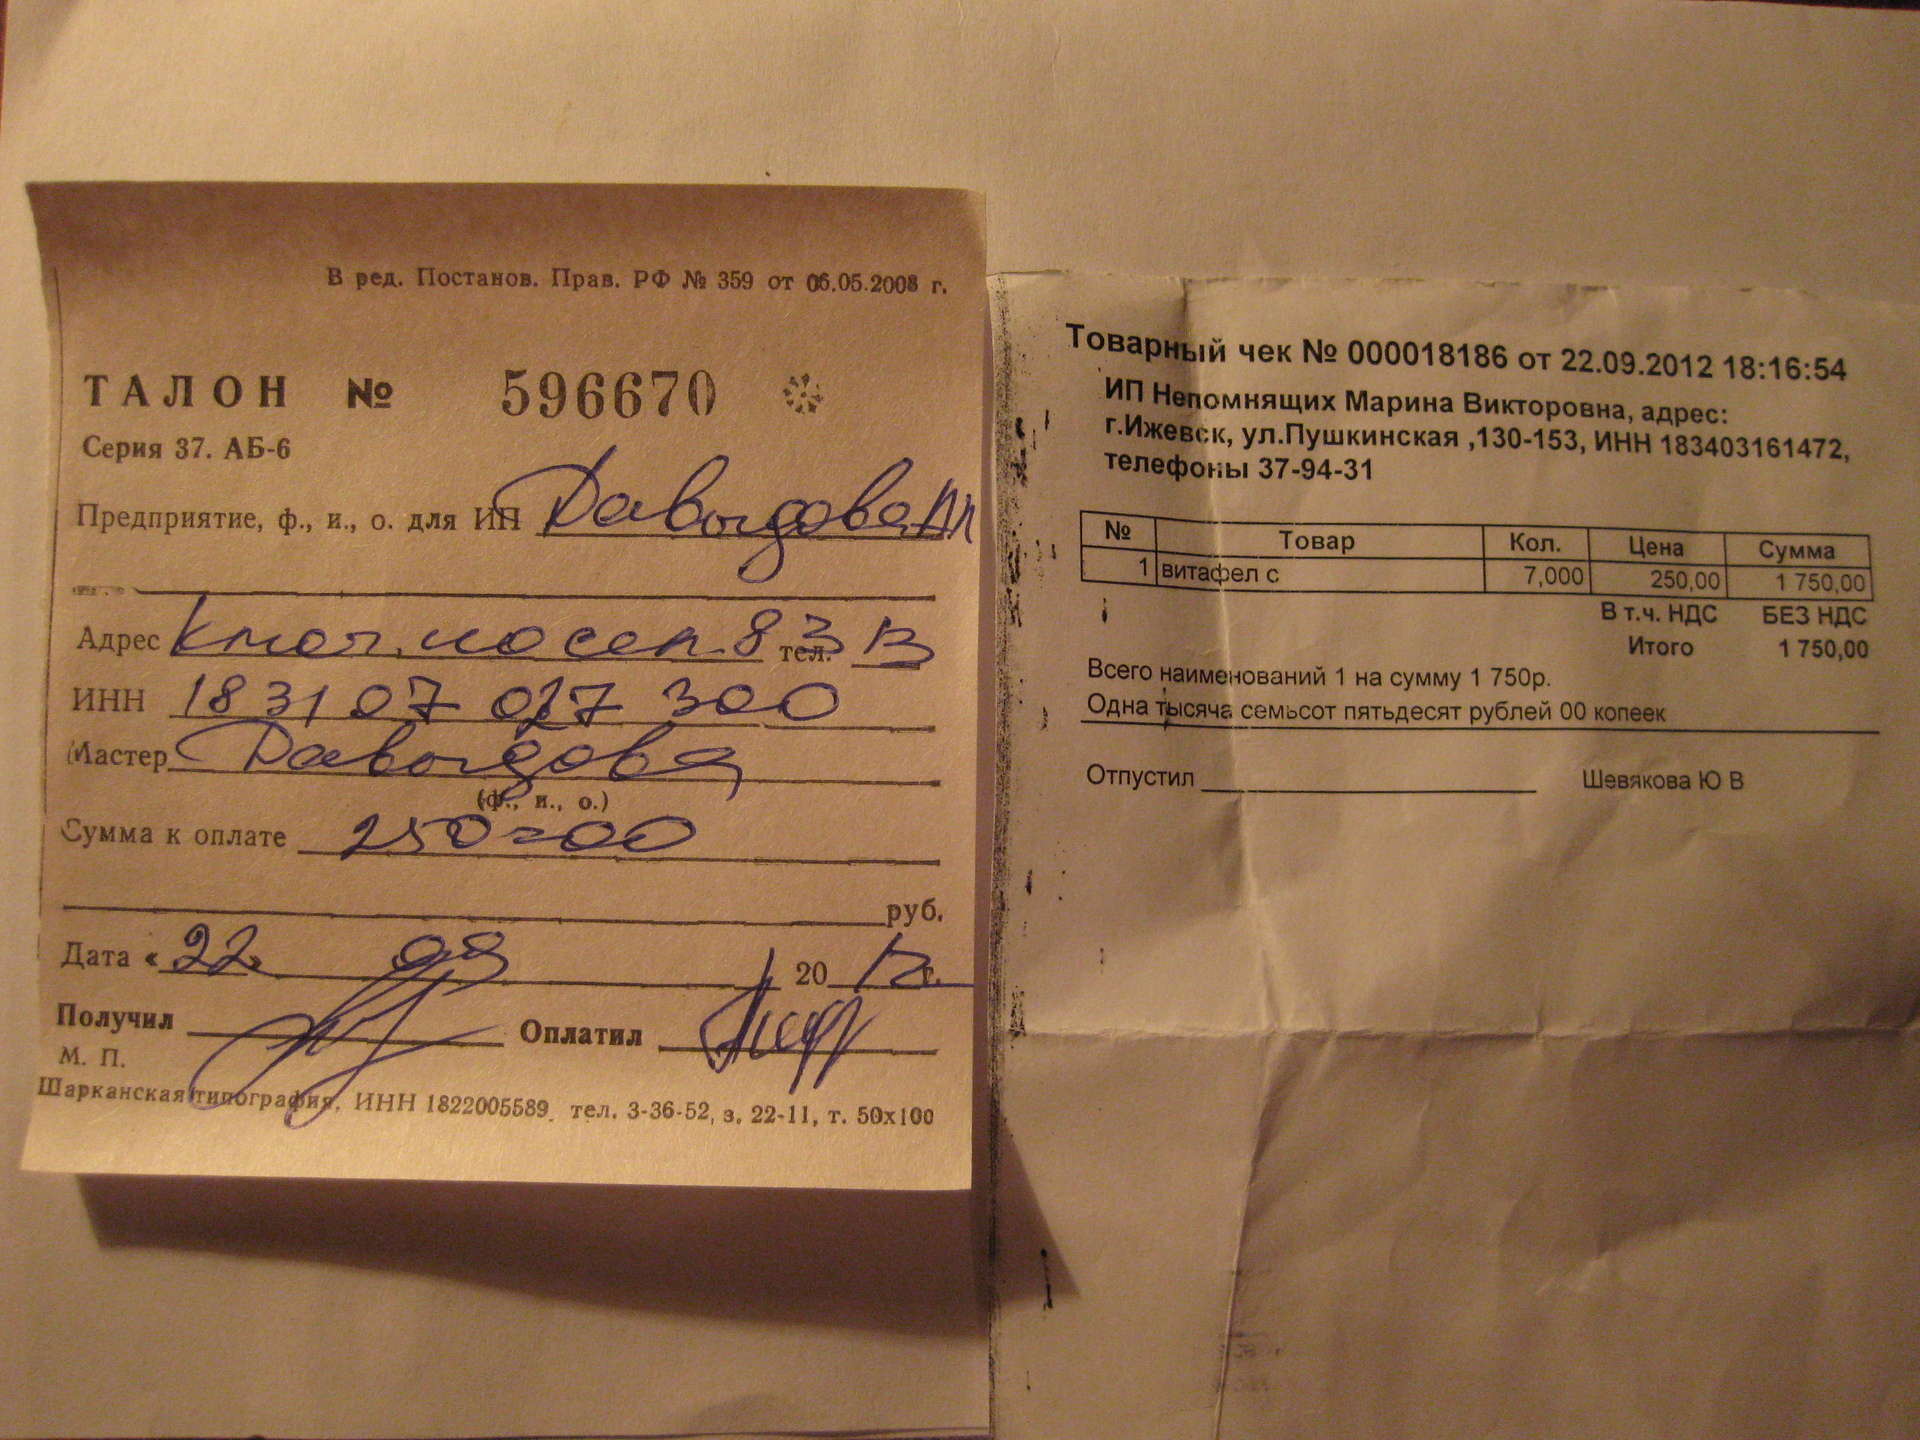 В ред. Постанов. Прав. РФ № 359 от 06.05.2008 г.
ТАЛОН № 596670
Серия 37. АБ-6
Предприятие, ф., и., о. для ИП Давыдова
Адрес 83 тел. В
ИНН
Мастер Давыдова
(ф., и., о.)
Сумма к оплате 250=00
руб.
Дата « 22 » 09 20 12 г.
Получил Оплатил
М. П.
Шарканская типография, ИНН 1822005589 тел. 3-36-52, з. 22-11, т. 50х100
Товарный чек № 000018186 от 22.09.2012 18:16:54
ИП Непомнящих Марина Викторовна, адрес:
г.Ижевск, ул.Пушкинская ,130-153, ИНН 183403161472,
телефоны 37-94-31
№ Товар Кол. Цена Сумма
1 витафел с 7,000 250,00 1 750,00
В т.ч. НДС БЕЗ НДС
Итого 1 750,00
Всего наименований 1 на сумму 1 750р.
Одна тысяча семьсот пятьдесят рублей 00 копеек
Отпустил Шевякова Ю В